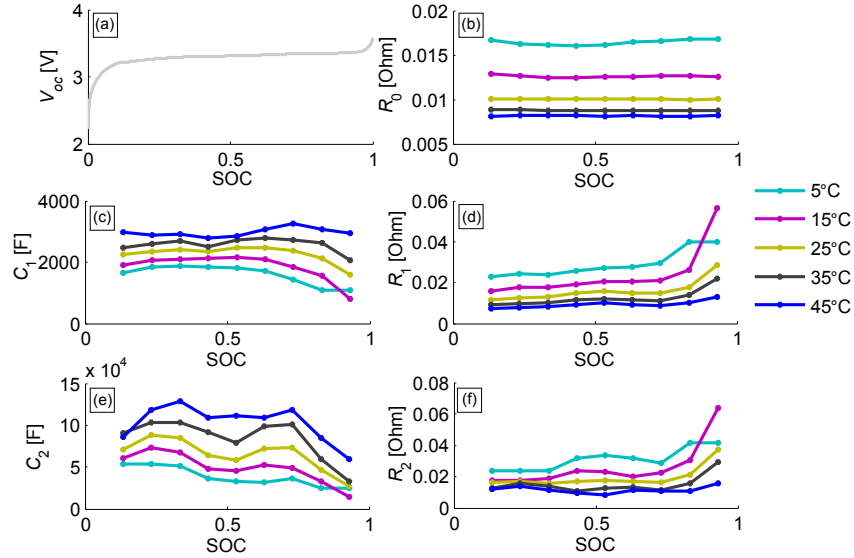 (a)
4
3
2
V_oc [V]
0
0.5
1
SOC
(b)
0.02
0.015
0.01
0.005
R_0 [Ohm]
0
0.5
1
SOC
(c)
4000
2000
0
C_1 [F]
0
0.5
1
SOC
(d)
0.06
0.04
0.02
0
R_1 [Ohm]
0
0.5
1
SOC
5°C
15°C
25°C
35°C
45°C
(e)
x 10^4
15
10
5
0
C_2 [F]
0
0.5
1
SOC
(f)
0.08
0.06
0.04
0.02
0
R_2 [Ohm]
0
0.5
1
SOC